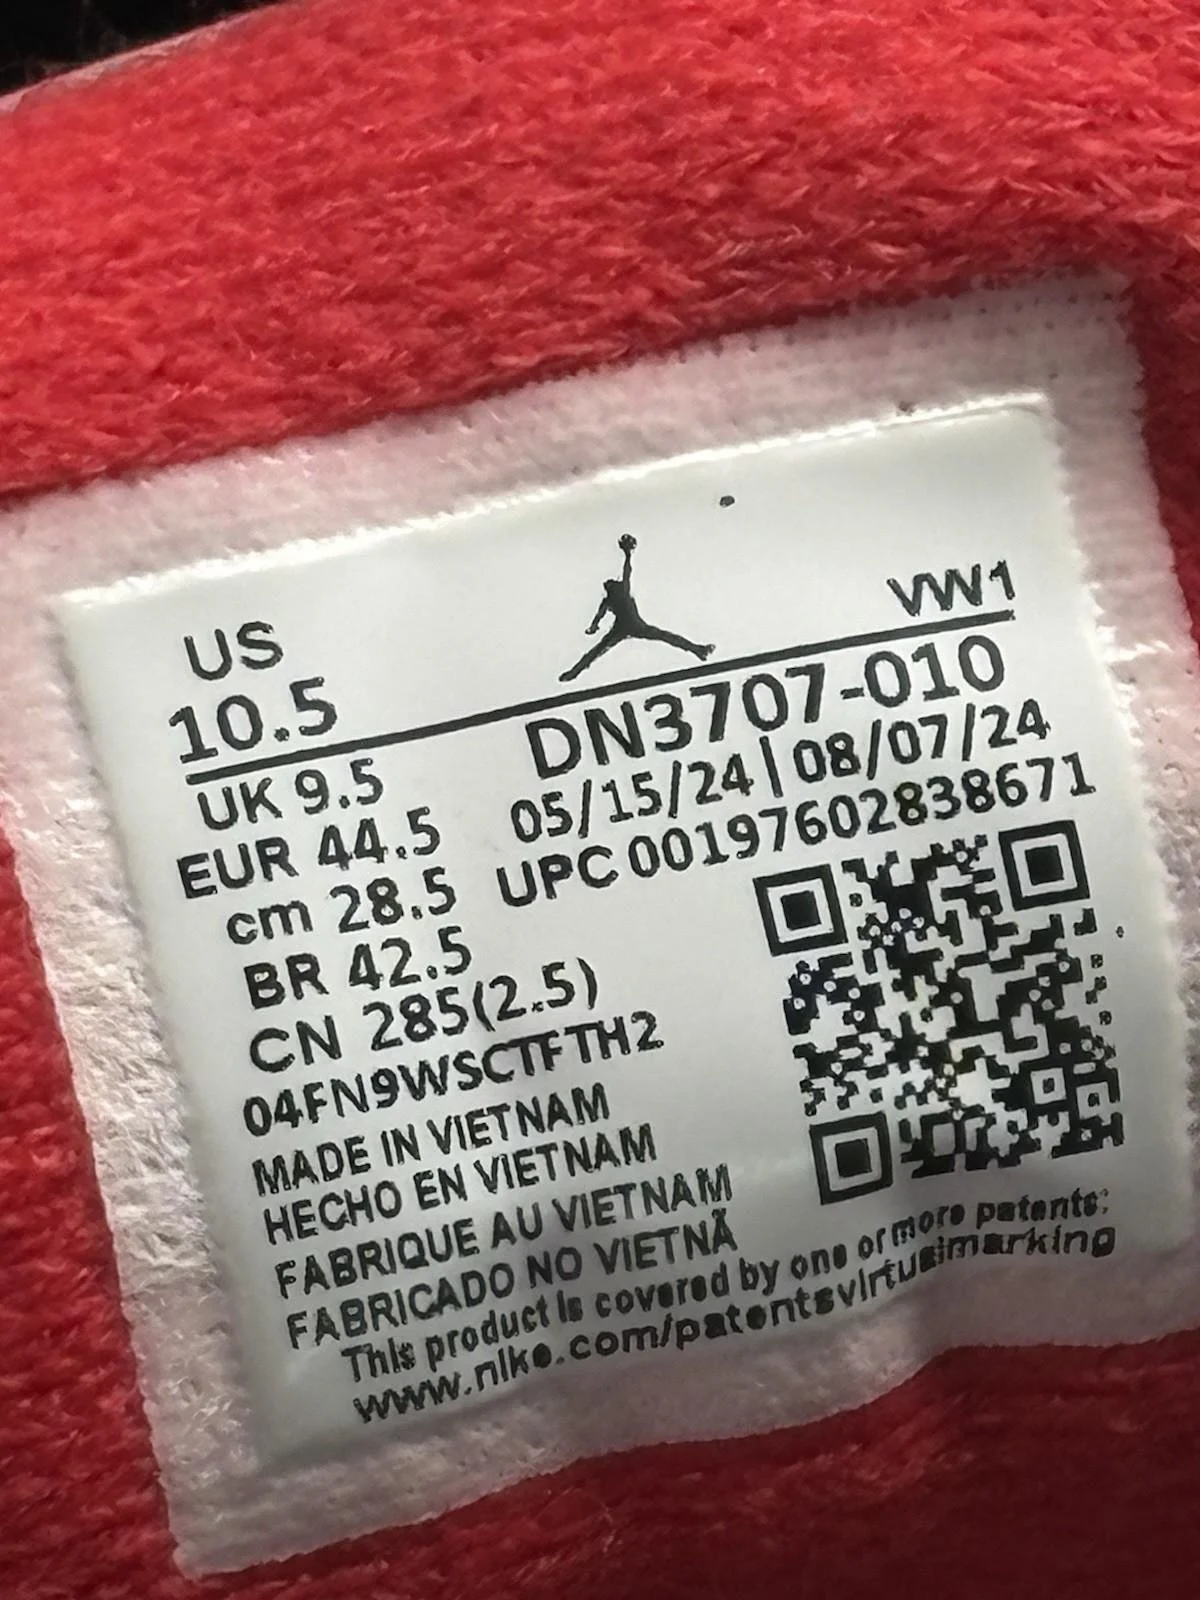 US
10.5
VW1
UK 9.5
EUR 44.5
cm 28.5
BR 42.5
CN 285(2.5)
04FN9WSCTFTH2
DN3707-010
05/15/24|08/07/24
UPC 00197602838671
MADE IN VIETNAM
HECHO EN VIETNAM
FABRIQUE AU VIETNAM
FABRICADO NO VIETNÃ
This product is covered by one or more patents:
www.nike.com/patentsvirtualmarking